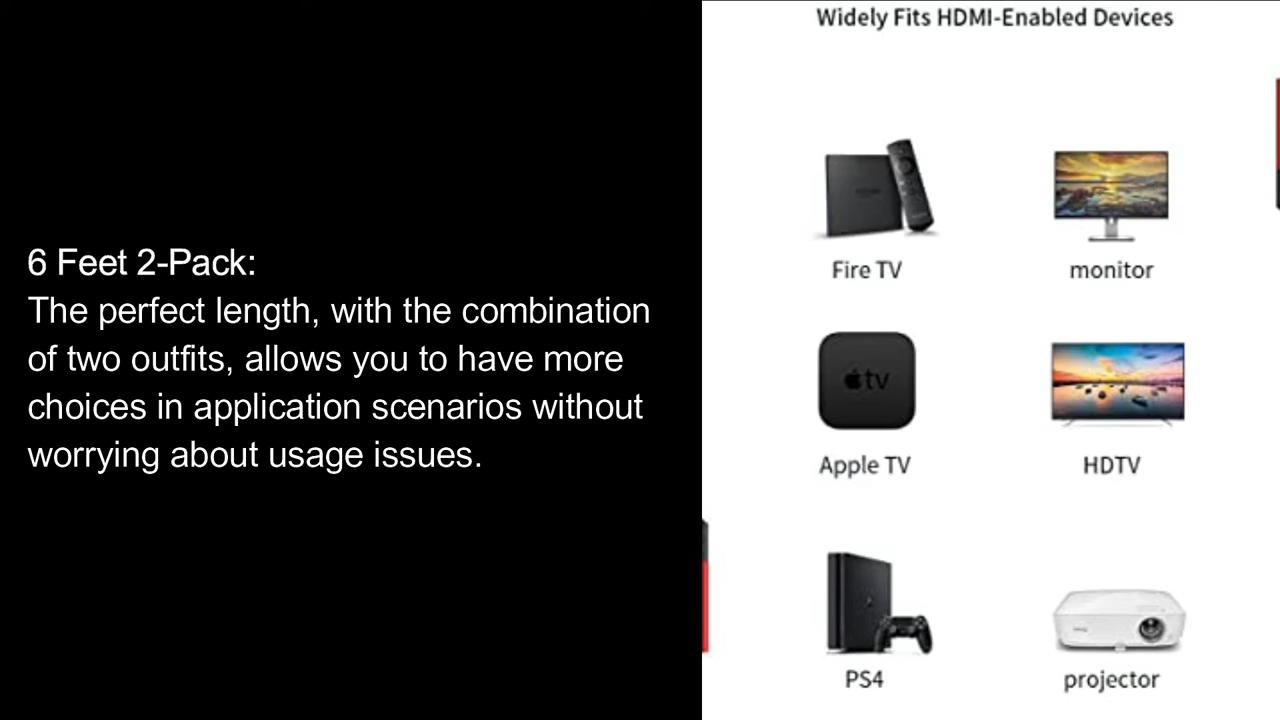 6 Feet 2-Pack:
The perfect length, with the combination
of two outfits, allows you to have more
choices in application scenarios without
worrying about usage issues.
Widely Fits HDMI-Enabled Devices
Fire TV
monitor
tv
Apple TV
HDTV
PS4
projector